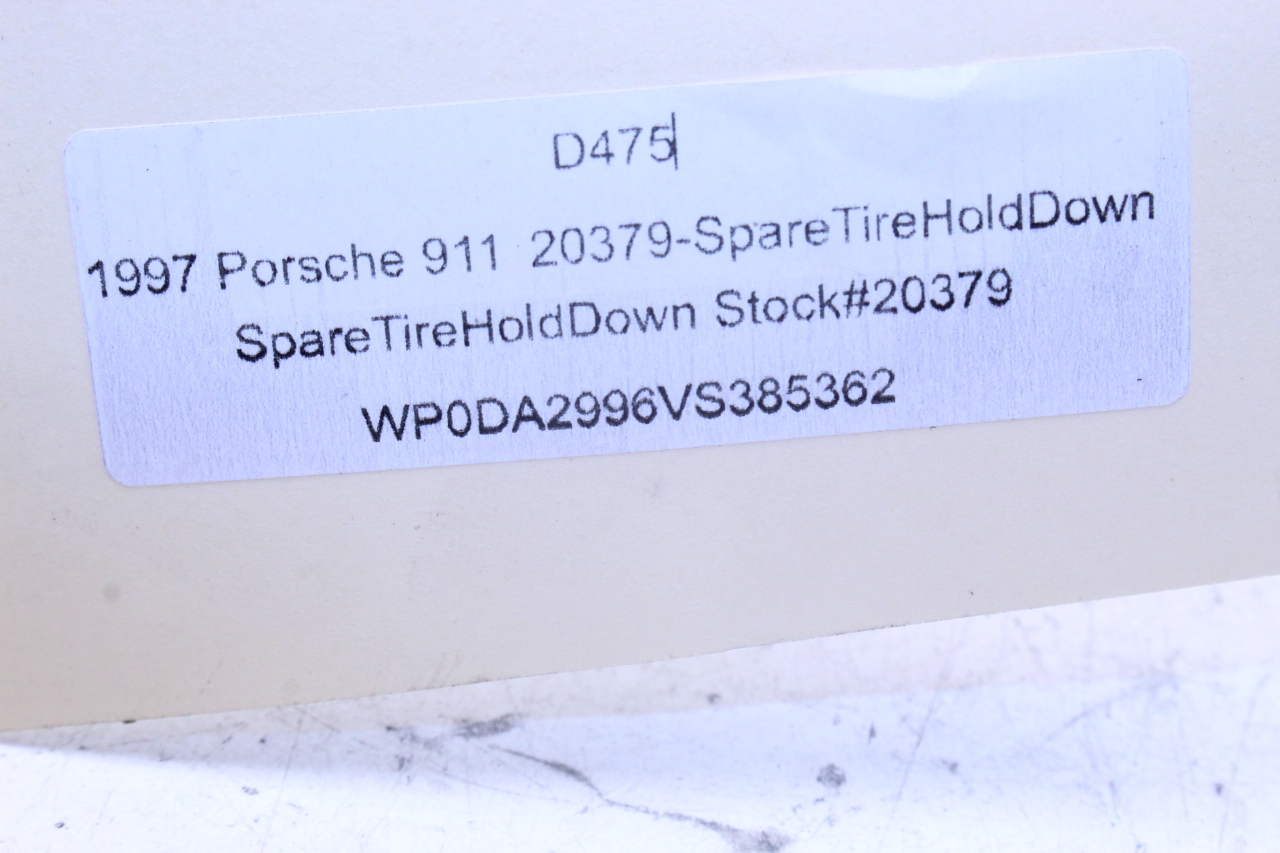 D475
1997 Porsche 911 20379-SpareTireHoldDown
SpareTireHoldDown Stock#20379
WP0DA2996VS385362